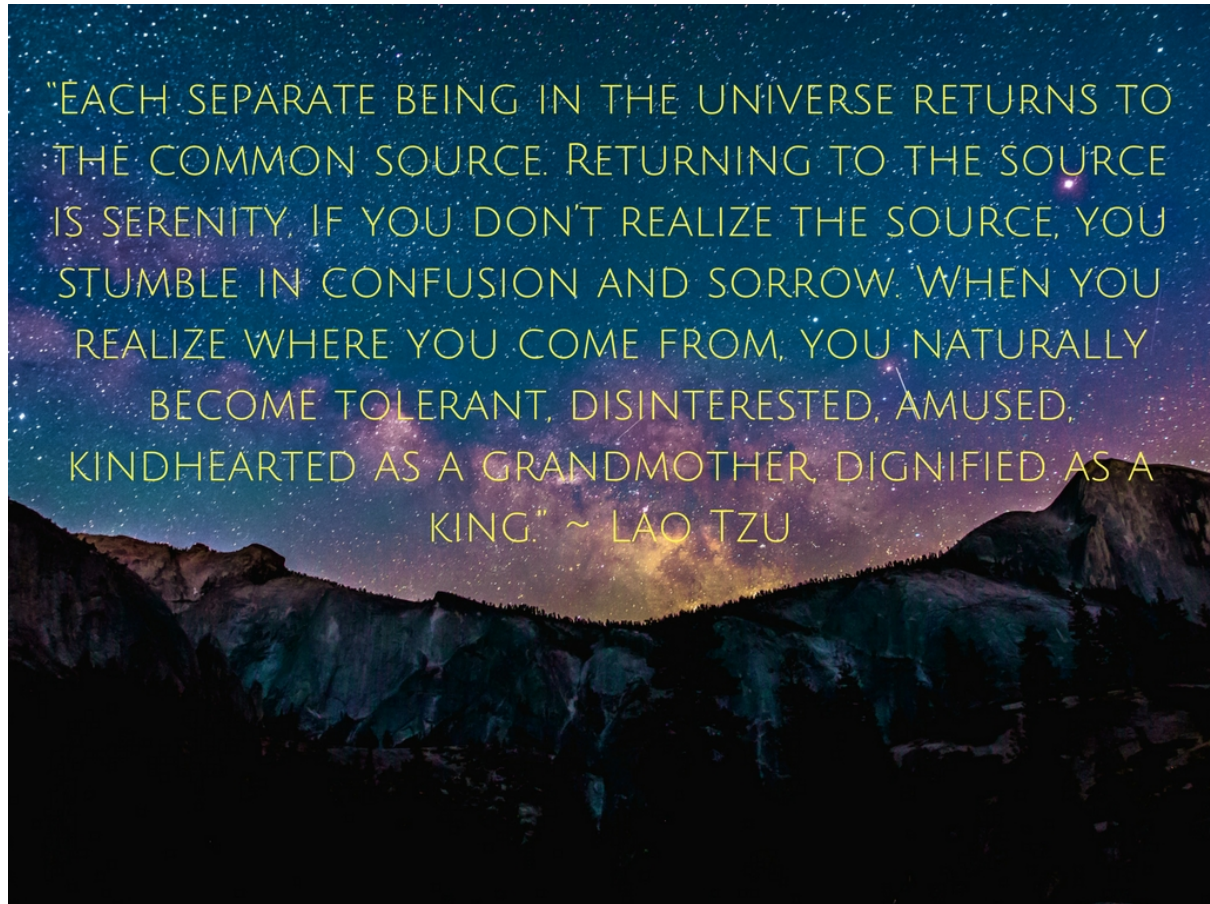 "Each separate being in the universe returns to
the common source. Returning to the source
is serenity. If you don't realize the source, you
stumble in confusion and sorrow. When you
realize where you come from, you naturally
become tolerant, disinterested, amused,
kindhearted as a grandmother, dignified as a
king." ~ Lao Tzu